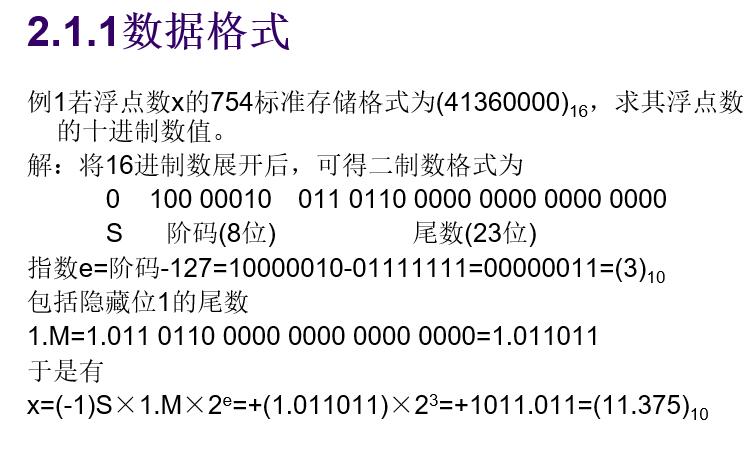 2.1.1数据格式
例1若浮点数x的754标准存储格式为(41360000)₁₆，求其浮点数
的十进制数值。
解：将16进制数展开后，可得二制数格式为
0 100 00010 011 0110 0000 0000 0000 0000
S 阶码(8位) 尾数(23位)
指数e=阶码-127=10000010-01111111=00000011=(3)₁₀
包括隐藏位1的尾数
1.M=1.011 0110 0000 0000 0000 0000=1.011011
于是有
x=(-1)S×1.M×2ᵉ=+(1.011011)×2³=+1011.011=(11.375)₁₀